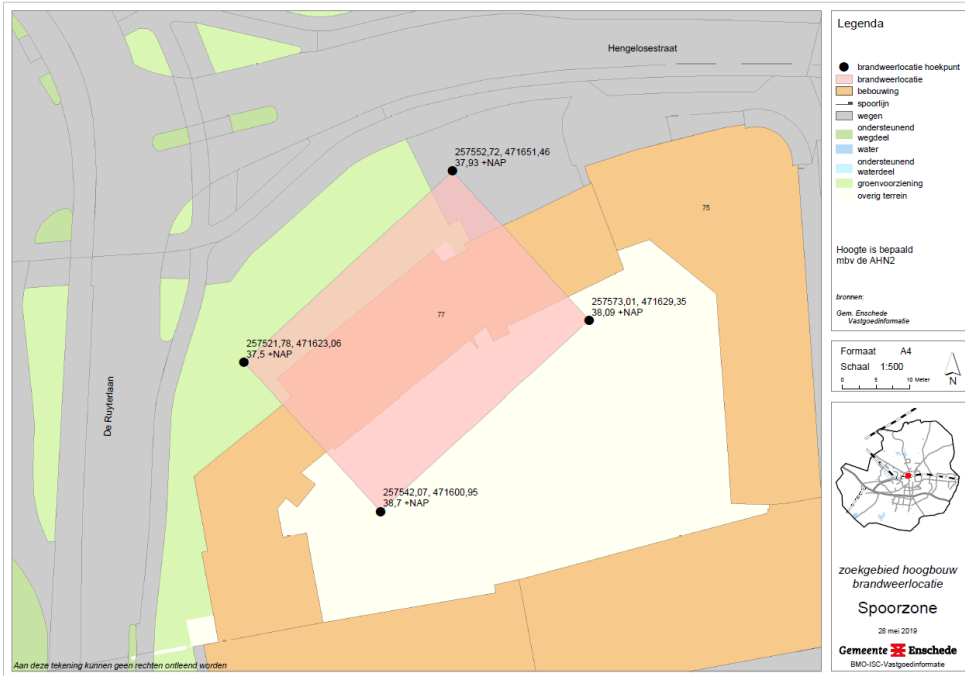 Hengelosestraat
257552,72, 471651,46
37,93 +NAP
75
77
257573,01, 471629,35
38,09 +NAP
257521,78, 471623,06
37,5 +NAP
De Ruyterlaan
257542,07, 471600,95
38,7 +NAP
Aan deze tekening kunnen geen rechten ontleend worden
Legenda
brandweerlocatie hoekpunt
brandweerlocatie
bebouwing
spoorlijn
wegen
ondersteunend
wegdeel
water
ondersteunend
waterdeel
groenvoorziening
overig terrein
Hoogte is bepaald
mbv de AHN2
bronnen:
Gem. Enschede
Vastgoedinformatie
Formaat A4
Schaal 1:500
0 5 10 Meter
N
zoekgebied hoogbouw
brandweerlocatie
Spoorzone
28 mei 2019
Gemeente Enschede
BMO-ISC-Vastgoedinformatie